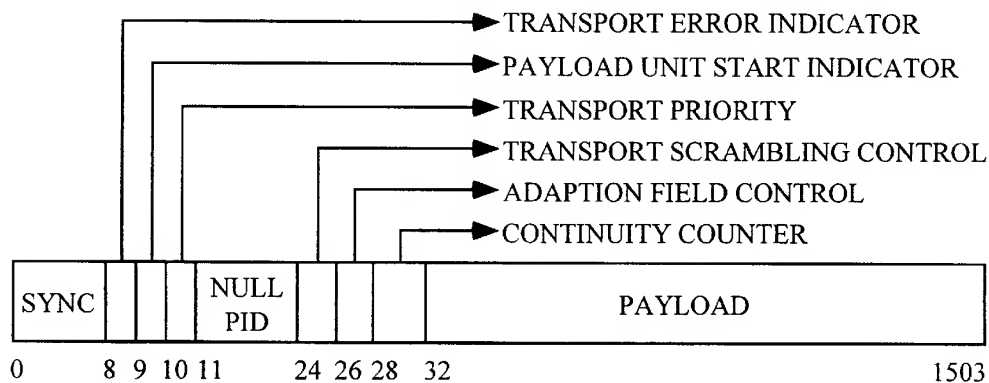 TRANSPORT ERROR INDICATOR
PAYLOAD UNIT START INDICATOR
TRANSPORT PRIORITY
TRANSPORT SCRAMBLING CONTROL
ADAPTION FIELD CONTROL
CONTINUITY COUNTER
SYNC
NULL
PID
PAYLOAD
0 8 9 10 11 24 26 28 32 1503